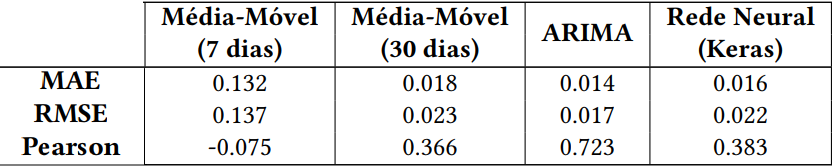 Média-Móvel Média-Móvel ARIMA Rede Neural
(7 dias) (30 dias) (Keras)
MAE 0.132 0.018 0.014 0.016
RMSE 0.137 0.023 0.017 0.022
Pearson -0.075 0.366 0.723 0.383